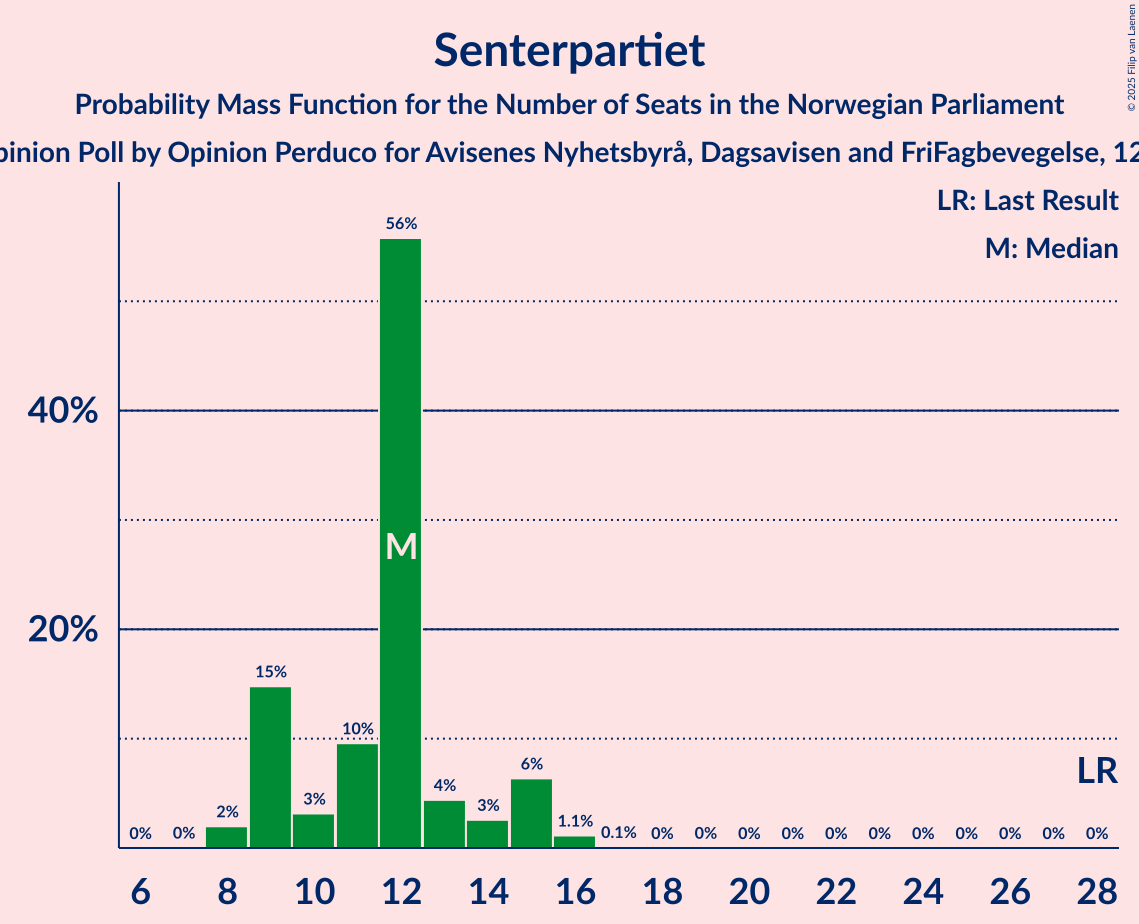 Senterpartiet
Probability Mass Function for the Number of Seats in the Norwegian Parliament
Opinion Poll by Opinion Perduco for Avisenes Nyhetsbyrå, Dagsavisen and FriFagbevegelse, 12
© 2025 Filip van Laenen
LR: Last Result
M: Median
56%
40%
M
20%
15%
10%
LR
6%
4%
3%
3%
2%
1.1%
0% 0% 0.1% 0% 0% 0% 0% 0% 0% 0% 0% 0% 0% 0%
6 8 10 12 14 16 18 20 22 24 26 28